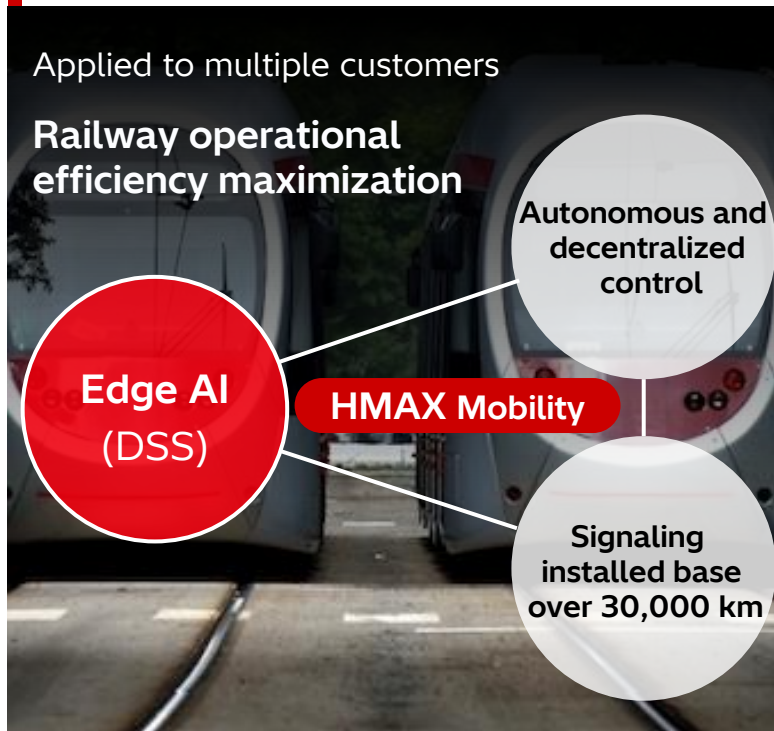 Applied to multiple customers
Railway operational
efficiency maximization
Autonomous and
decentralized
control
Edge AI
(DSS)
HMAX Mobility
Signaling
installed base
over 30,000 km